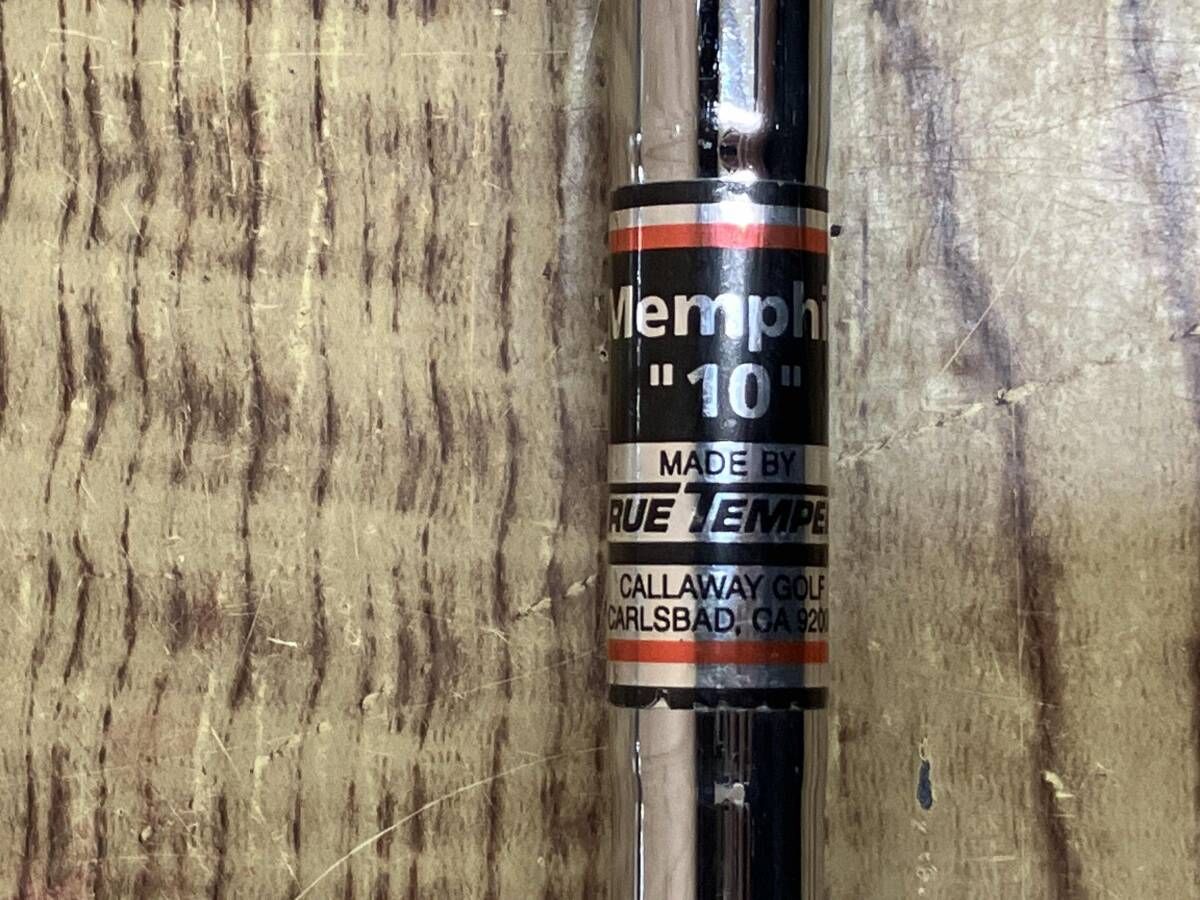 Memphi
"10"
MADE BY
RUE TEMPE
CALLAWAY GOLF
CARLSBAD, CA 920